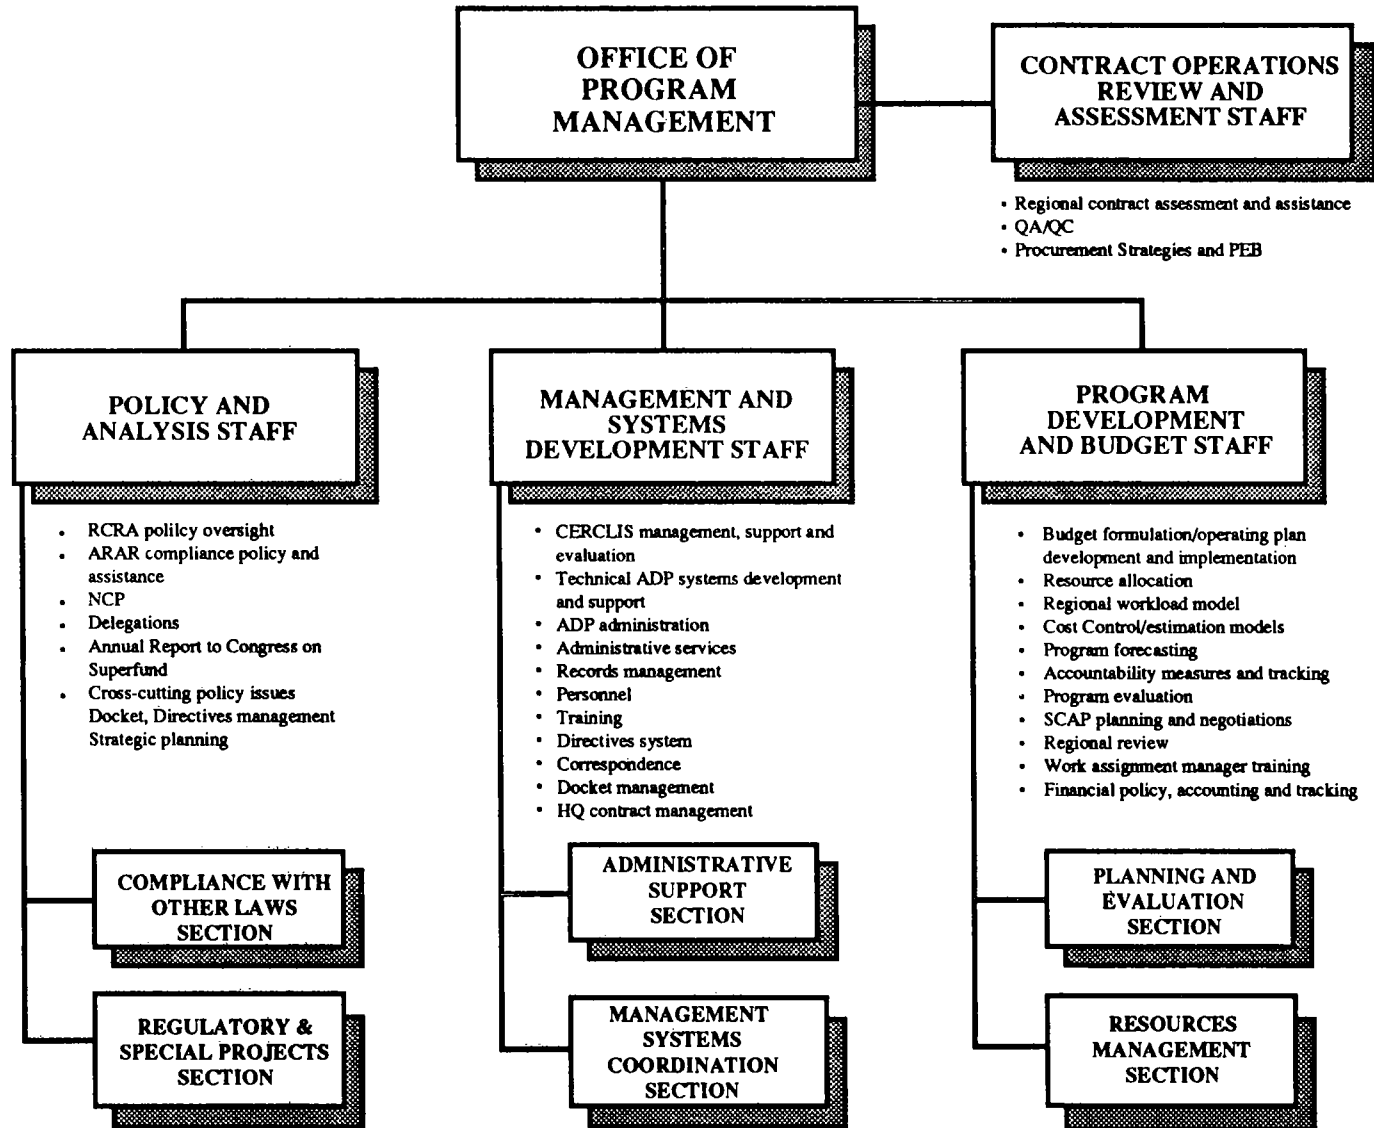 OFFICE OF
PROGRAM
MANAGEMENT
CONTRACT OPERATIONS
REVIEW AND
ASSESSMENT STAFF
• Regional contract assessment and assistance
• QA/QC
• Procurement Strategies and PEB
POLICY AND
ANALYSIS STAFF
• RCRA polilcy oversight
• ARAR compliance policy and
assistance
• NCP
• Delegations
• Annual Report to Congress on
Superfund
• Cross-cutting policy issues
Docket, Directives management
Strategic planning
COMPLIANCE WITH
OTHER LAWS
SECTION
REGULATORY &
SPECIAL PROJECTS
SECTION
MANAGEMENT AND
SYSTEMS
DEVELOPMENT STAFF
• CERCLIS management, support and
evaluation
• Technical ADP systems development
and support
• ADP administration
• Administrative services
• Records management
• Personnel
• Training
• Directives system
• Correspondence
• Docket management
• HQ contract management
ADMINISTRATIVE
SUPPORT
SECTION
MANAGEMENT
SYSTEMS
COORDINATION
SECTION
PROGRAM
DEVELOPMENT
AND BUDGET STAFF
• Budget formulation/operating plan
development and implementation
• Resource allocation
• Regional workload model
• Cost Control/estimation models
• Program forecasting
• Accountability measures and tracking
• Program evaluation
• SCAP planning and negotiations
• Regional review
• Work assignment manager training
• Financial policy, accounting and tracking
PLANNING AND
EVALUATION
SECTION
RESOURCES
MANAGEMENT
SECTION